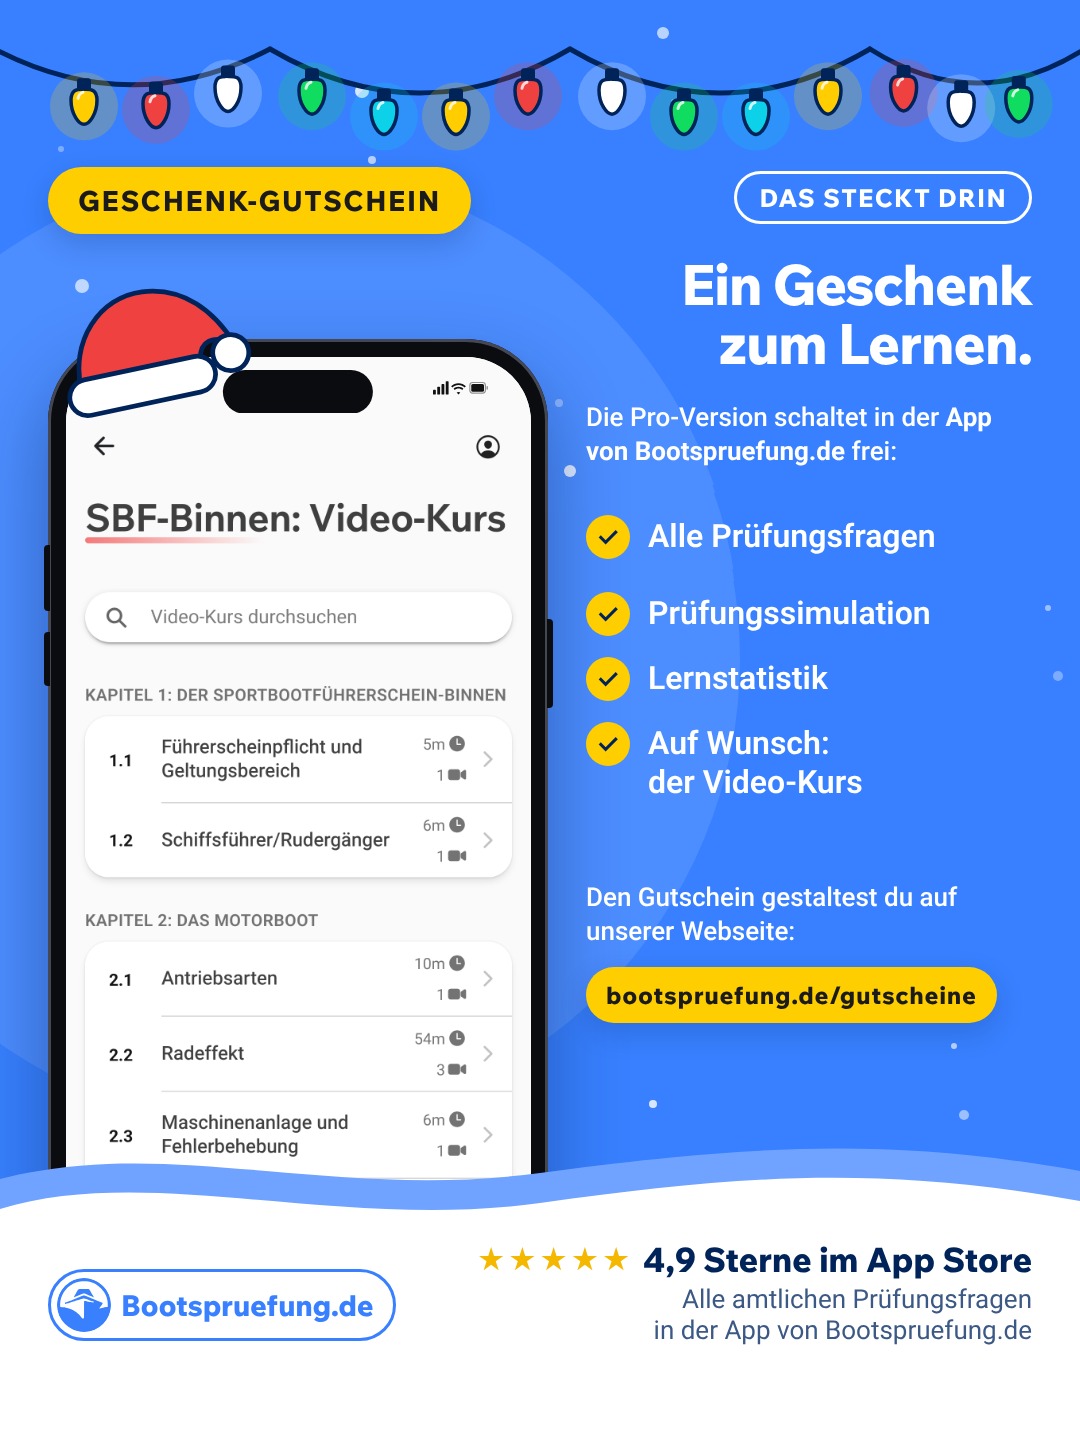 GESCHENK-GUTSCHEIN
DAS STECKT DRIN
Ein Geschenk
zum Lernen.
Die Pro-Version schaltet in der App
von Bootspruefung.de frei:
Alle Prüfungsfragen
Prüfungssimulation
Lernstatistik
Auf Wunsch:
der Video-Kurs
Den Gutschein gestaltest du auf
unserer Webseite:
bootspruefung.de/gutscheine
SBF-Binnen: Video-Kurs
Video-Kurs durchsuchen
KAPITEL 1: DER SPORTBOOTFÜHRERSCHEIN-BINNEN
1.1
Führerscheinpflicht und
Geltungsbereich
5m
1
1.2
Schiffsführer/Rudergänger
6m
1
KAPITEL 2: DAS MOTORBOOT
2.1
Antriebsarten
10m
1
2.2
Radeffekt
54m
3
2.3
Maschinenanlage und
Fehlerbehebung
6m
1
Bootspruefung.de
★★★★★ 4,9 Sterne im App Store
Alle amtlichen Prüfungsfragen
in der App von Bootspruefung.de